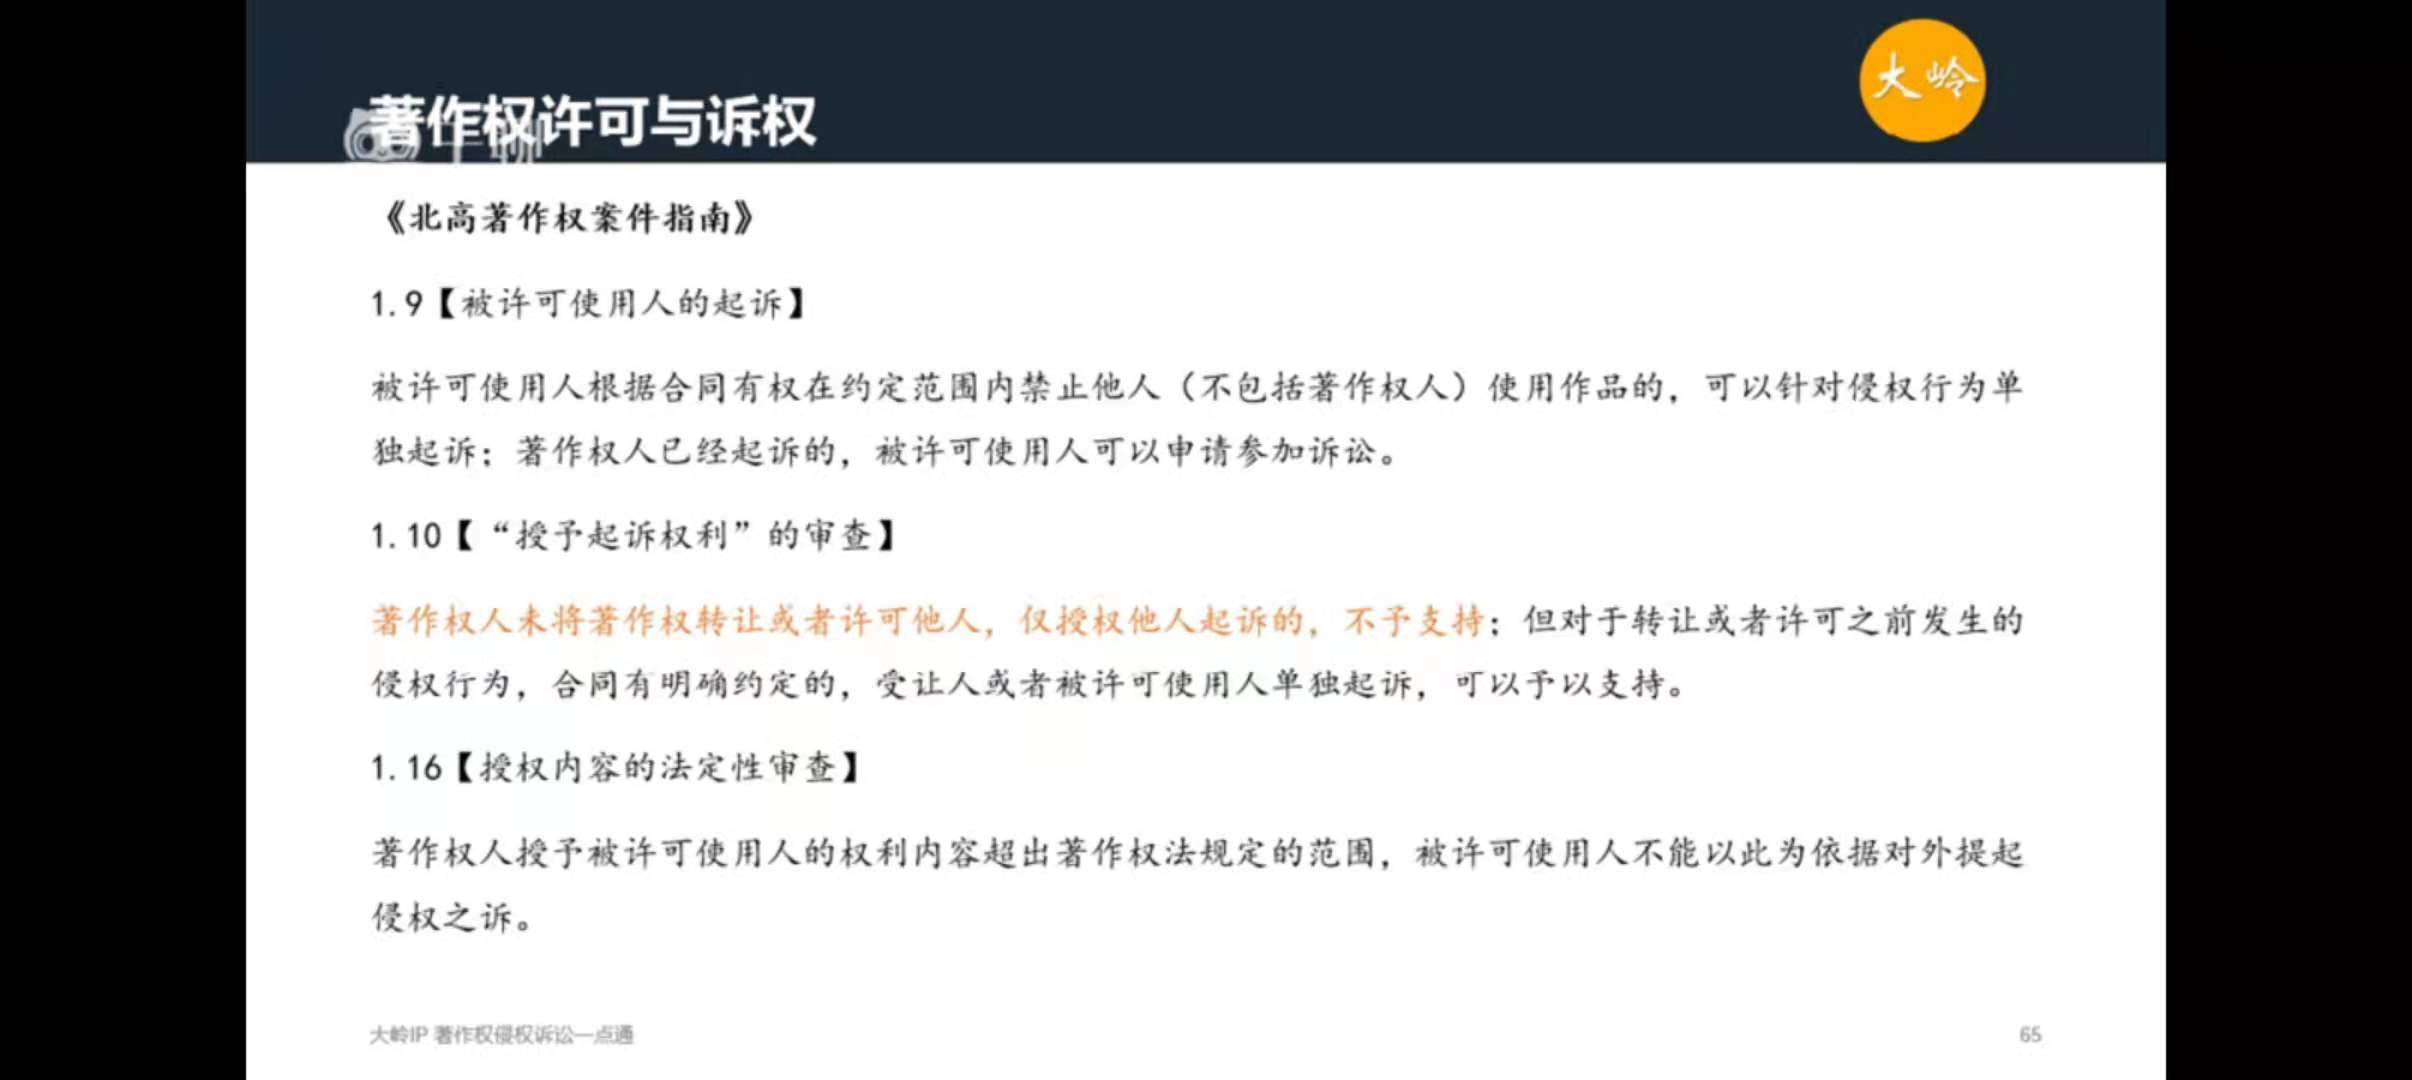 大岭
著作权许可与诉权
千聊
《北高著作权案件指南》
1.9【被许可使用人的起诉】
被许可使用人根据合同有权在约定范围内禁止他人（不包括著作权人）使用作品的，可以针对侵权行为单
独起诉；著作权人已经起诉的，被许可使用人可以申请参加诉讼。
1.10【“授予起诉权利”的审查】
著作权人未将著作权转让或者许可他人，仅授权他人起诉的，不予支持；但对于转让或者许可之前发生的
侵权行为，合同有明确约定的，受让人或者被许可使用人单独起诉，可以予以支持。
1.16【授权内容的法定性审查】
著作权人授予被许可使用人的权利内容超出著作权法规定的范围，被许可使用人不能以此为依据对外提起
侵权之诉。
大岭IP 著作权侵权诉讼一点通
65